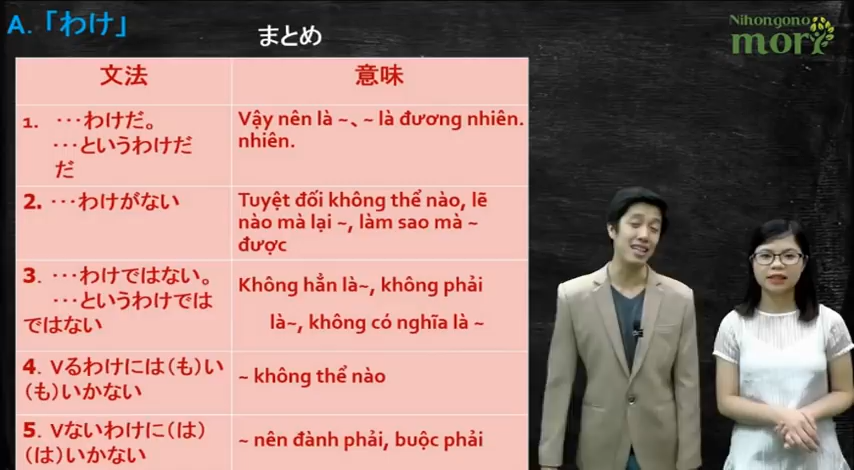 A. 「わけ」
まとめ
Nihongono
mori
文法
意味
1. ・・・わけだ。
・・・というわけだ
だ
Vậy nên là ~、~ là đương nhiên.
nhiên.
2. ・・・わけがない
Tuyệt đối không thể nào, lẽ
nào mà lại ~, làm sao mà ~
được
3. ・・・わけではない。
・・・というわけでは
ではない
Không hẳn là~, không phải
là~, không có nghĩa là ~
4. Vるわけには(も)い
(も)いかない
~ không thể nào
5. Vないわけに(は)
(は)いかない
~ nên đành phải, buộc phải